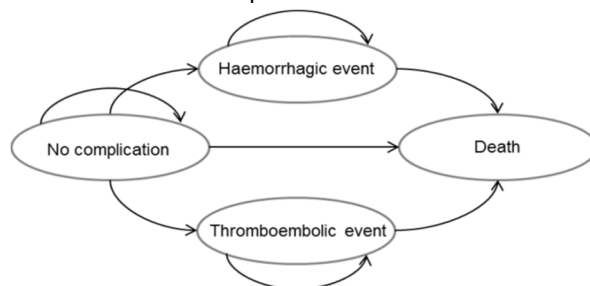 Haemorrhagic event
No complication
Death
Thromboembolic event